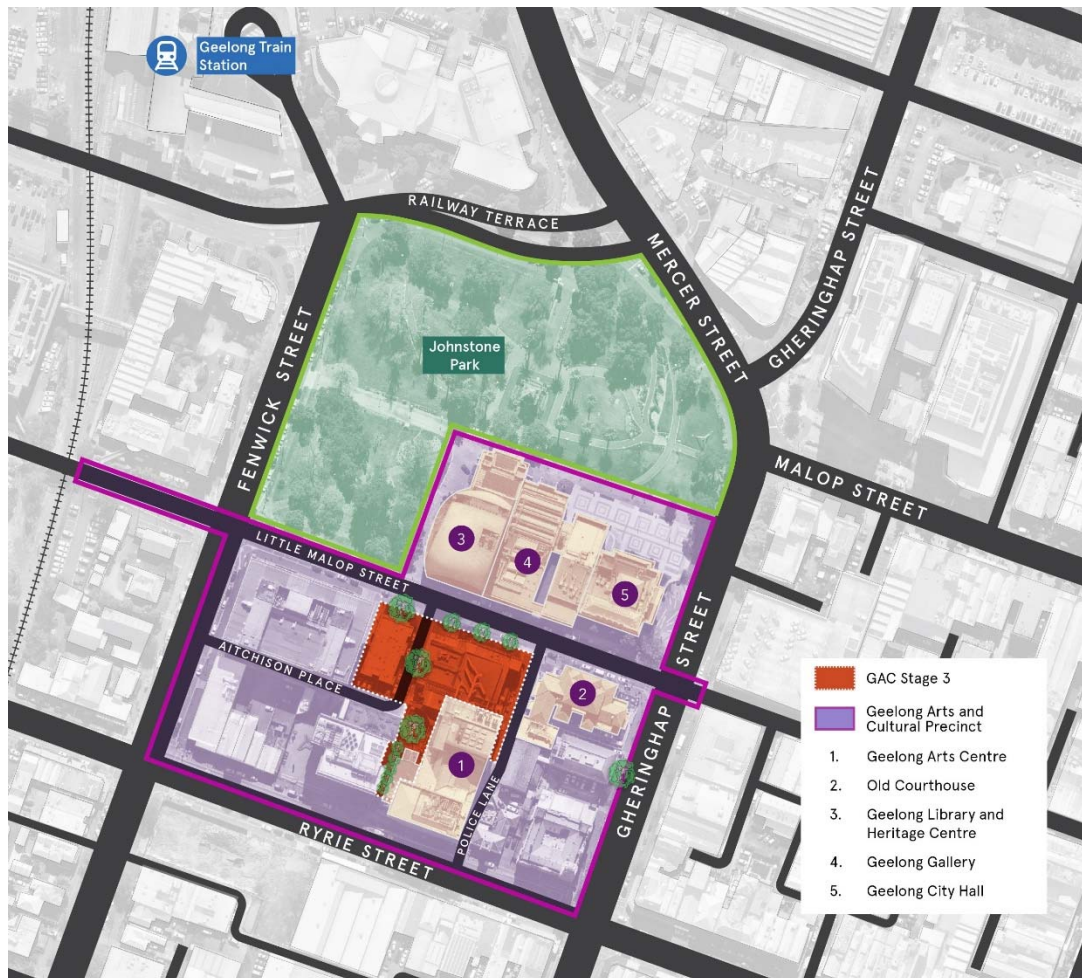 Geelong Train
Station
RAILWAY TERRACE
MERCER STREET
GHERINGHAP STREET
FENWICK STREET
Johnstone
Park
MALOP STREET
LITTLE MALOP STREET
3
4
5
AITCHISON PLACE
2
1
POLICE LANE
GHERINGHAP STREET
RYRIE STREET
GAC Stage 3
Geelong Arts and
Cultural Precinct
1. Geelong Arts Centre
2. Old Courthouse
3. Geelong Library and
Heritage Centre
4. Geelong Gallery
5. Geelong City Hall